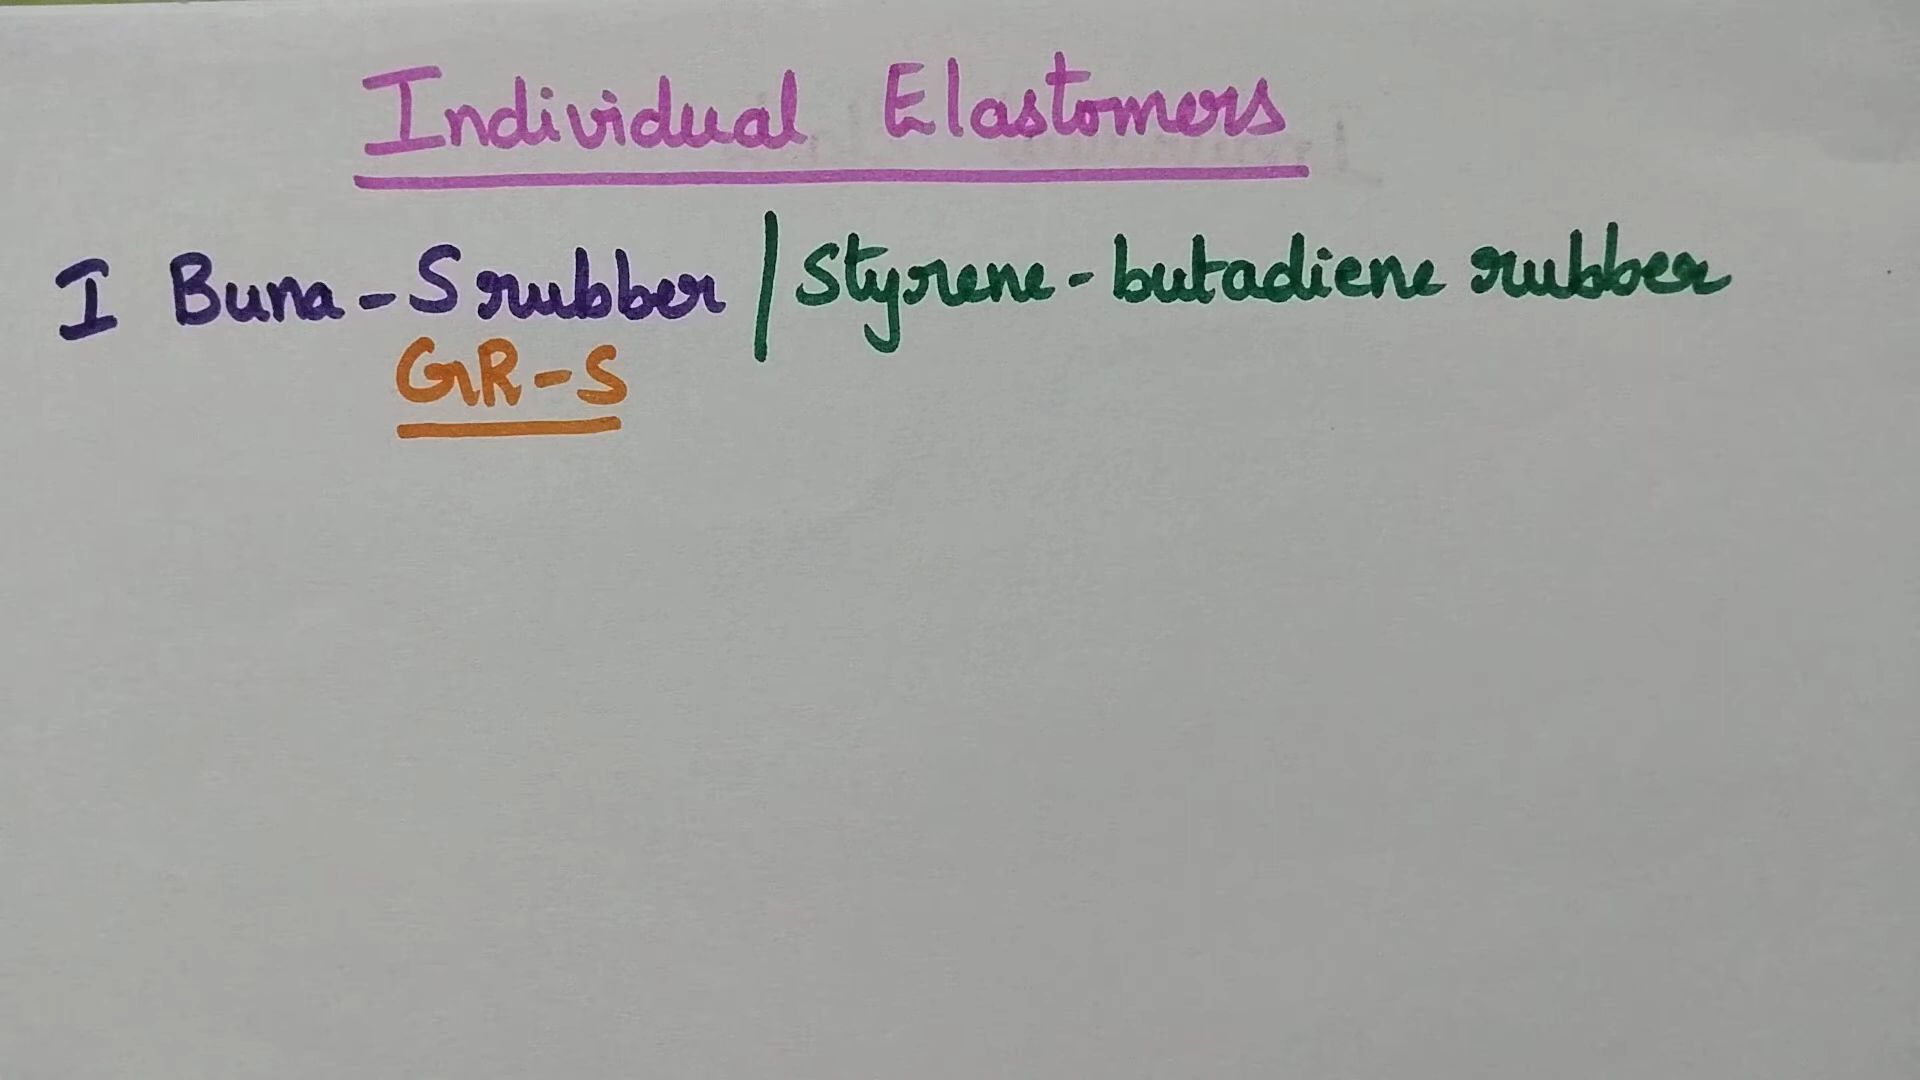 Individual Elastomers
I Buna-S rubber / Styrene-butadiene rubber
GR-S